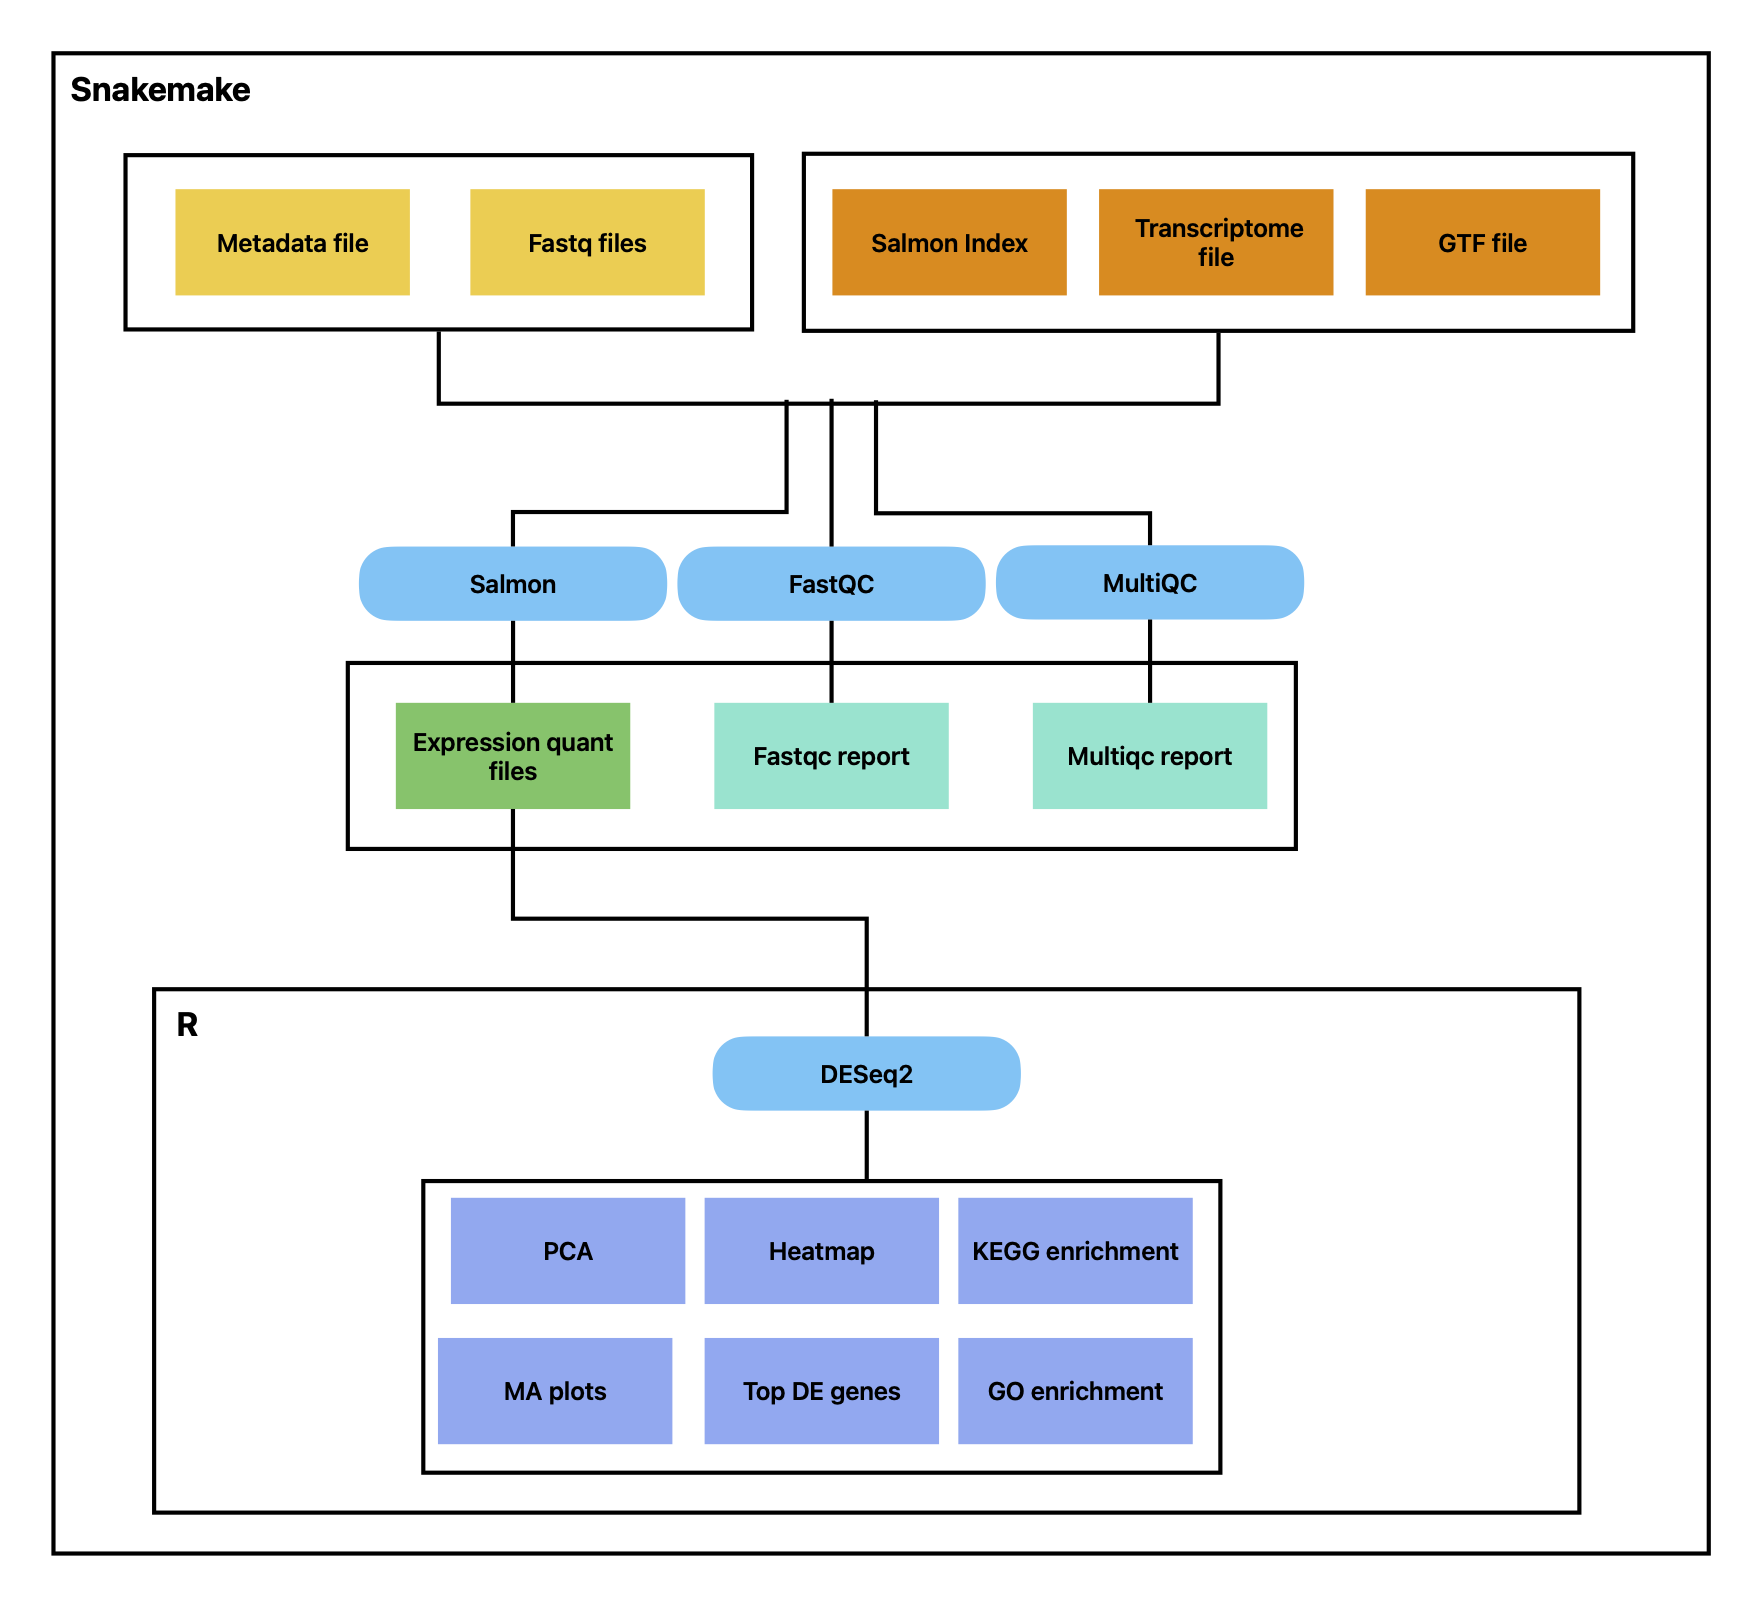 Snakemake
Metadata file
Fastq files
Salmon Index
Transcriptome
file
GTF file
Salmon
FastQC
MultiQC
Expression quant
files
Fastqc report
Multiqc report
R
DESeq2
PCA
Heatmap
KEGG enrichment
MA plots
Top DE genes
GO enrichment